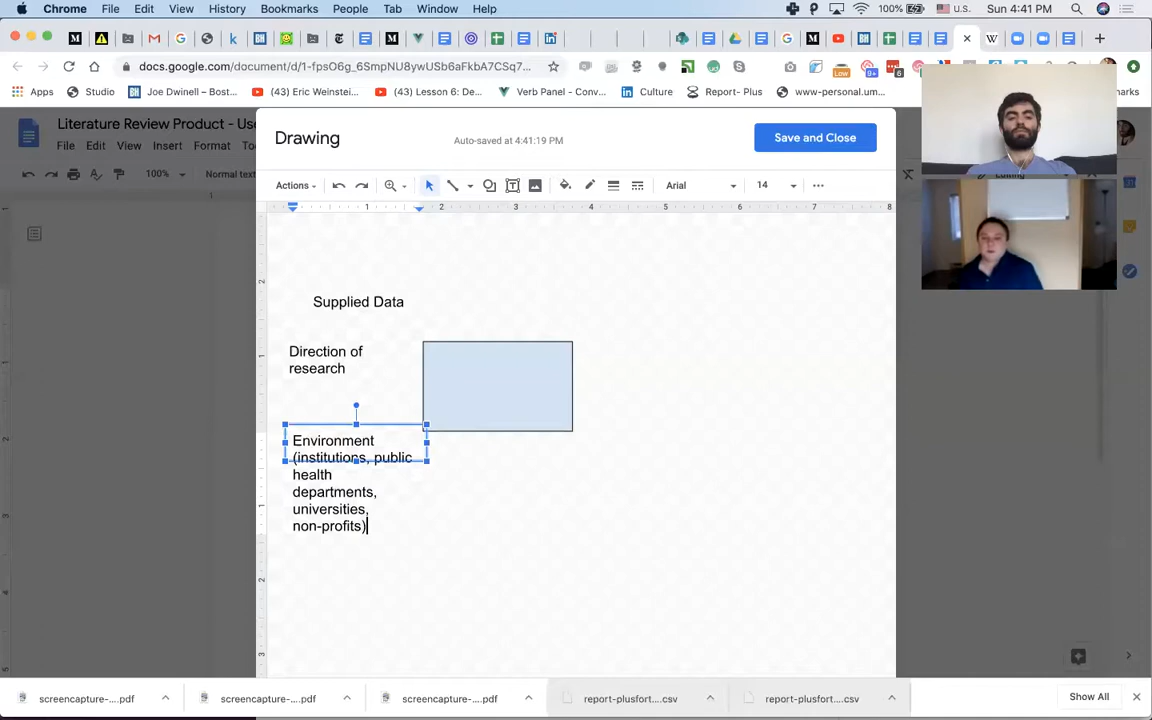 Chrome File Edit View History Bookmarks People Tab Window Help
100% U.S. Sun 4:41 PM
docs.google.com/document/d/1-fpsO6g_6SmpNU8ywUSb6aFkbA7CSq7...
Low 9+ 6
Apps Studio Joe Dwinell – Bost... (43) Eric Weinstei... (43) Lesson 6: De... Verb Panel - Conv... Culture Report- Plus www-personal.um...
Literature Review Product - Use
File Edit View Insert Format
100% Normal text
Drawing
Auto-saved at 4:41:19 PM
Save and Close
Actions Arial 14
1 2 3 4 5 6 7 8
Supplied Data
Direction of
research
Environment
(institutions, public
health
departments,
universities,
non-profits)
screencapture-....pdf screencapture-....pdf screencapture-....pdf report-plusfort....csv report-plusfort....csv Show All